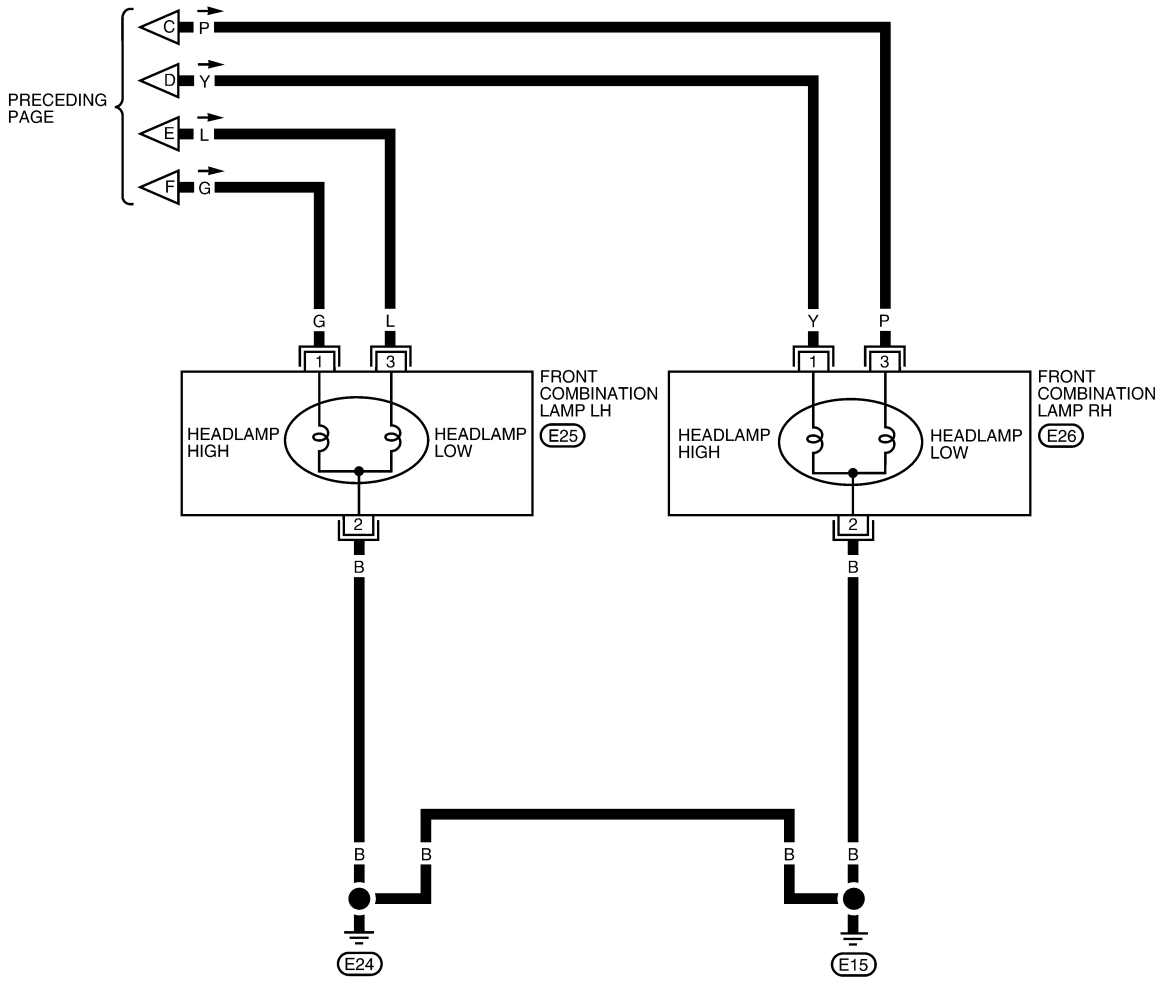 C P
D Y
PRECEDING
PAGE
E L
F G
G L Y P
1 3 1 3
FRONT
COMBINATION
LAMP LH
E25
FRONT
COMBINATION
LAMP RH
E26
HEADLAMP
HIGH
HEADLAMP
LOW
HEADLAMP
HIGH
HEADLAMP
LOW
2 2
B B
B B B B
E24 E15